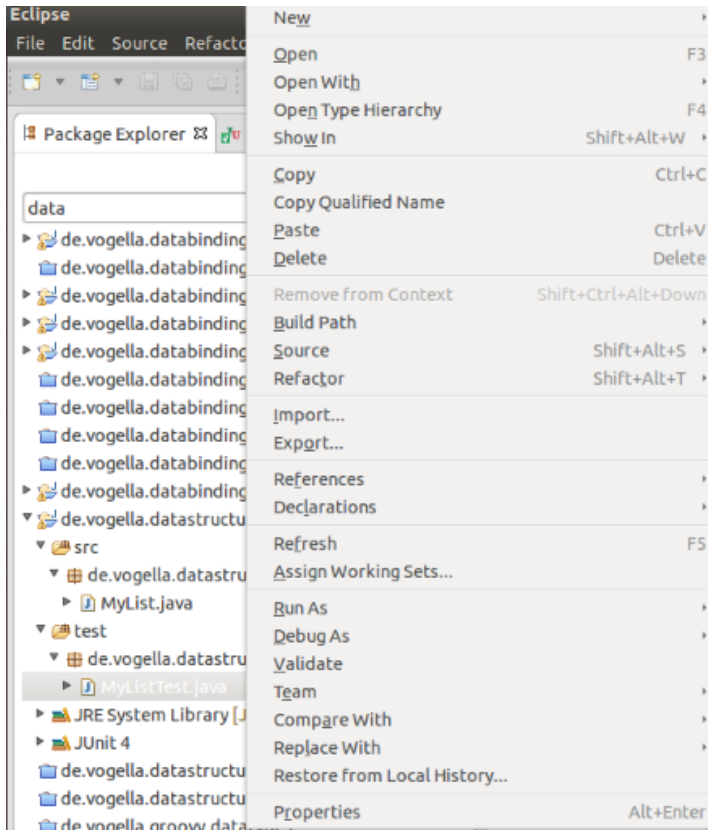 Eclipse
File Edit Source Refacto
Package Explorer
data
de.vogella.databinding
de.vogella.databinding
de.vogella.databinding
de.vogella.databinding
de.vogella.databinding
de.vogella.databinding
de.vogella.databinding
de.vogella.databinding
de.vogella.databinding
de.vogella.databinding
de.vogella.datastructu
src
de.vogella.datastru
MyList.java
test
de.vogella.datastru
MyListTest.java
JRE System Library [J
JUnit 4
de.vogella.datastructu
de.vogella.datastructu
de.vogella.groovy.data
New
Open F3
Open With
Open Type Hierarchy F4
Show In Shift+Alt+W
Copy Ctrl+C
Copy Qualified Name
Paste Ctrl+V
Delete Delete
Remove from Context Shift+Ctrl+Alt+Down
Build Path
Source Shift+Alt+S
Refactor Shift+Alt+T
Import...
Export...
References
Declarations
Refresh F5
Assign Working Sets...
Run As
Debug As
Validate
Team
Compare With
Replace With
Restore from Local History...
Properties Alt+Enter